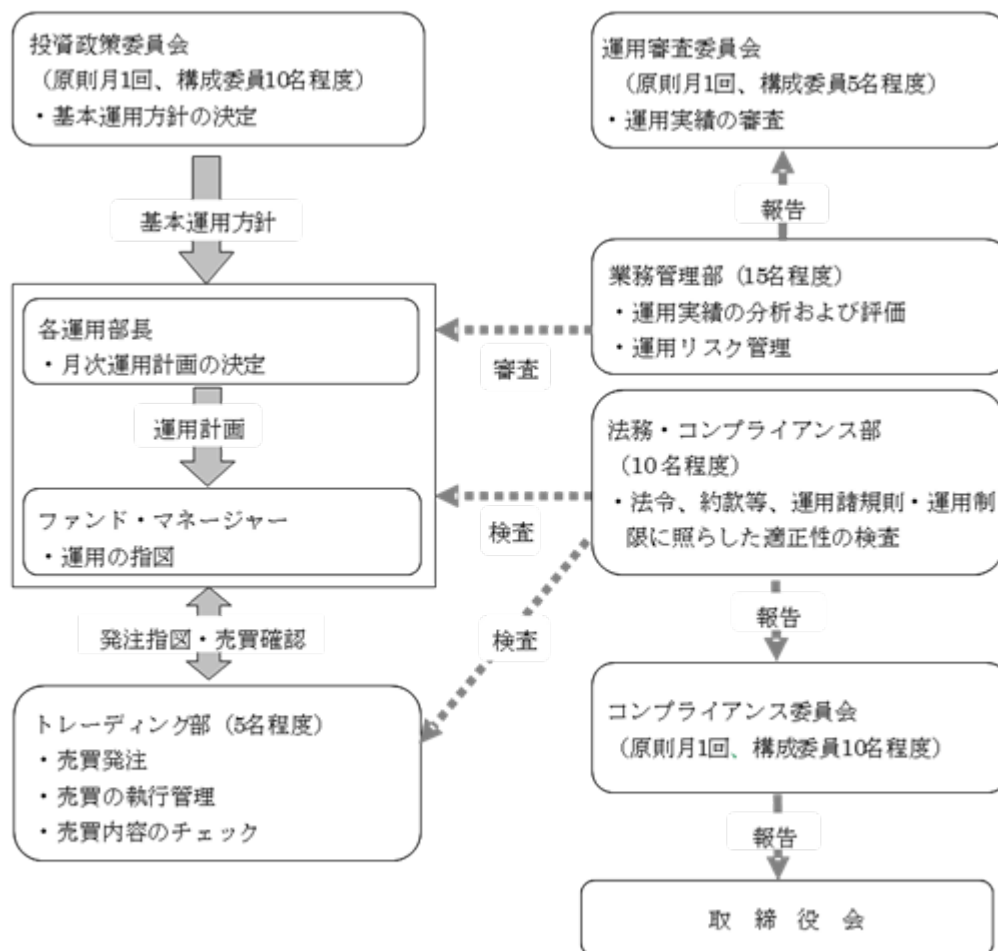 投資政策委員会
（原則月1回、構成委員10名程度）
・基本運用方針の決定
基本運用方針
各運用部長
・月次運用計画の決定
運用計画
ファンド・マネージャー
・運用の指図
発注指図・売買確認
トレーディング部（5名程度）
・売買発注
・売買の執行管理
・売買内容のチェック
運用審査委員会
（原則月1回、構成委員5名程度）
・運用実績の審査
報告
業務管理部（15名程度）
・運用実績の分析および評価
・運用リスク管理
審査
法務・コンプライアンス部
（10名程度）
・法令、約款等、運用諸規則・運用制
限に照らした適正性の検査
検査
検査
報告
コンプライアンス委員会
（原則月1回、構成委員10名程度）
報告
取　締　役　会